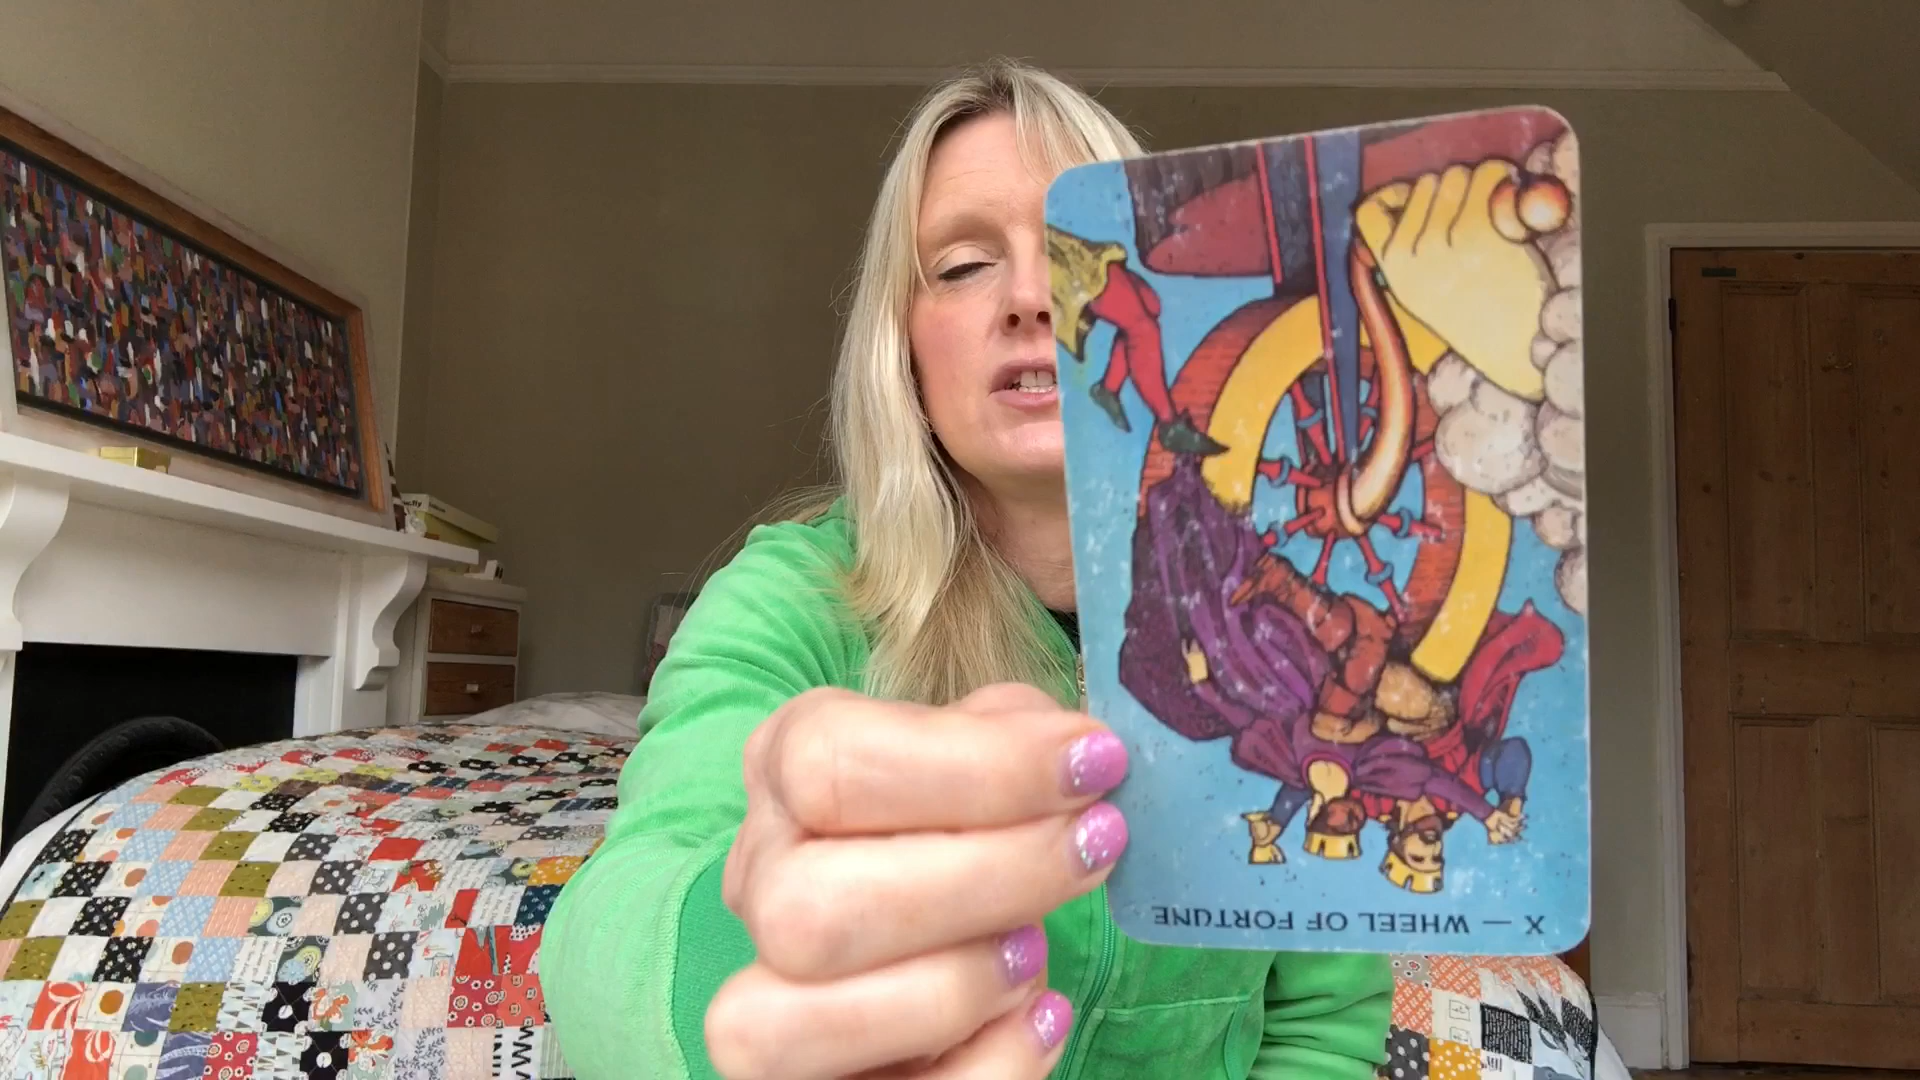 X — WHEEL OF FORTUNE